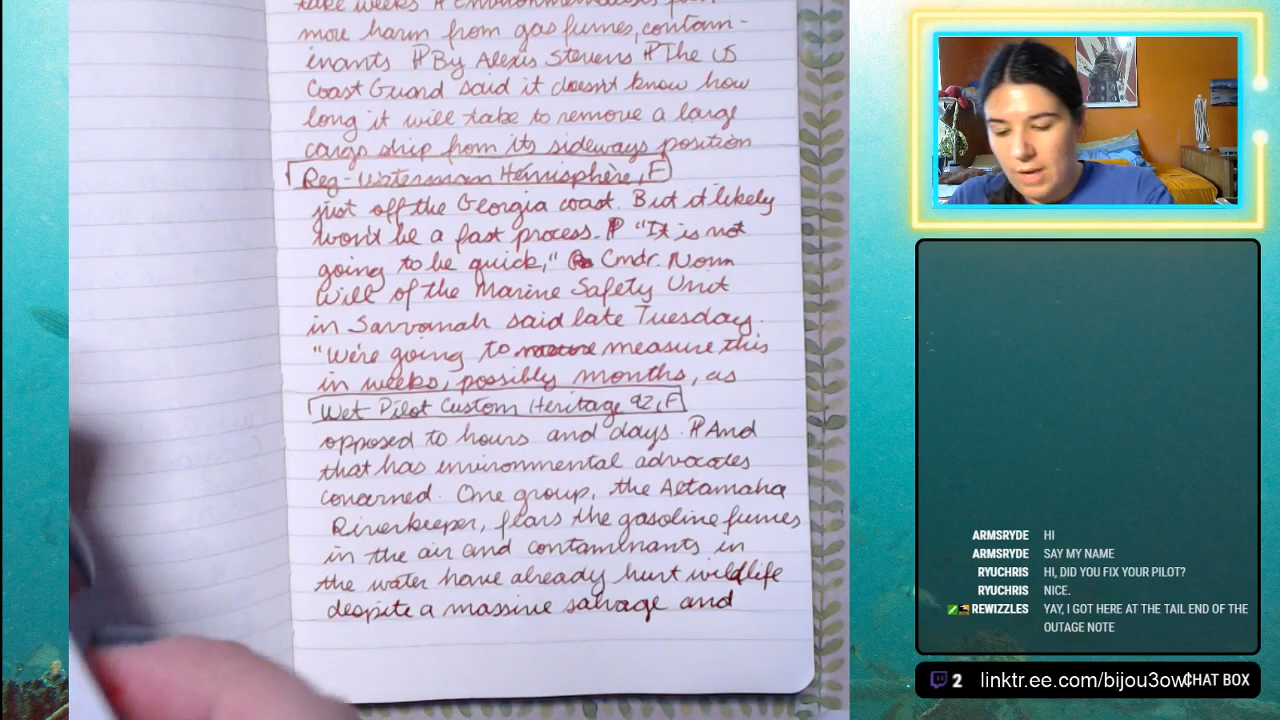 take weeks ⁋ Environmentalists fear
more harm from gas fumes, contam-
inants ⁋ By Alexis Stevens ⁋ The US
Coast Guard said it doesn't know how
long it will take to remove a large
cargo ship from its sideways position
Reg-Waterman Hémisphère, F
just off the Georgia coast. But it likely
won't be a fast process. ⁋ "It is not
going to be quick," Cmdr. Norm
Witt of the Marine Safety Unit
in Savvanah said late Tuesday.
"We're going to measure this
in weeks, possibly months, as
Wet Pilot Custom Heritage 92, F
opposed to hours and days. ⁋ And
that has environmental advocates
concerned. One group, the Altamaha
Riverkeeper, fears the gasoline fumes
in the air and contaminants in
the water have already hurt wildlife
despite a massive salvage and
ARMSRYDE HI
ARMSRYDE SAY MY NAME
RYUCHRIS HI, DID YOU FIX YOUR PILOT?
RYUCHRIS NICE.
REWIZZLES YAY, I GOT HERE AT THE TAIL END OF THE
OUTAGE NOTE
2 linktr.ee.com/bijou3owl CHAT BOX